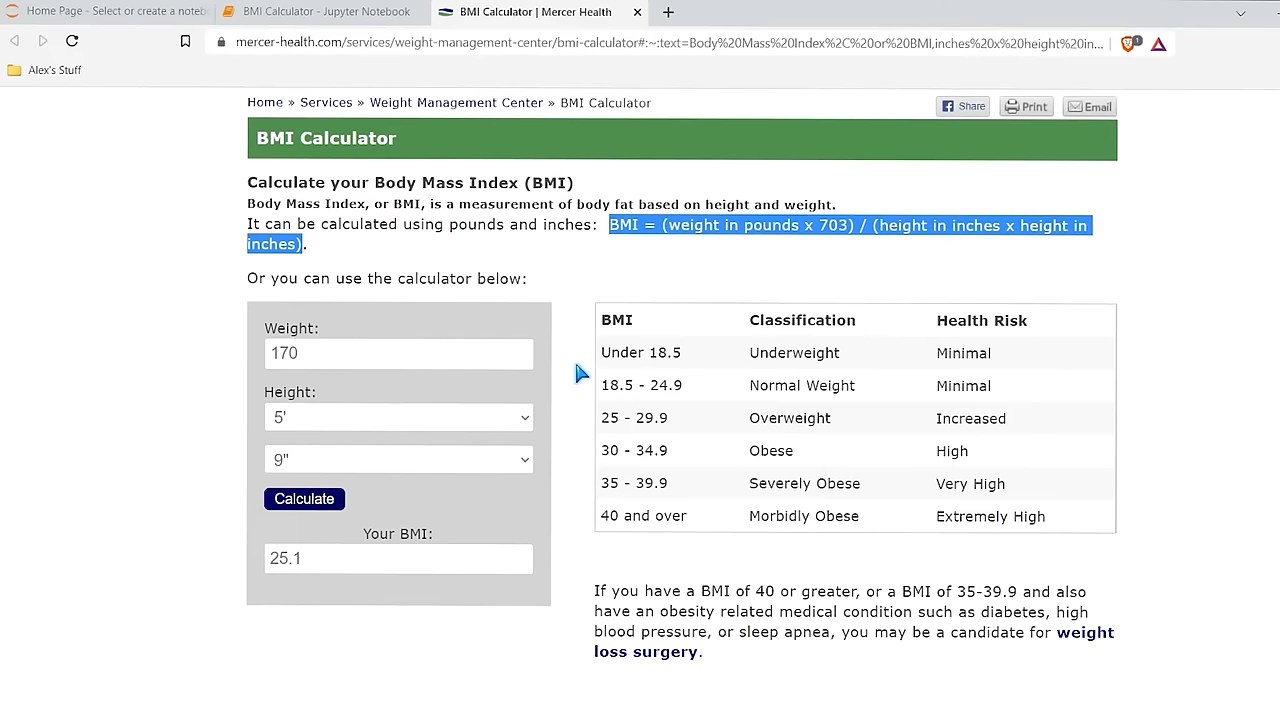 Home Page - Select or create a noteb
BMI Calculator - Jupyter Notebook
BMI Calculator | Mercer Health
mercer-health.com/services/weight-management-center/bmi-calculator#:~:text=Body%20Mass%20Index%2C%20or%20BMI,inches%20x%20height%20in...
1
Alex's Stuff
Home » Services » Weight Management Center » BMI Calculator
Share
Print
Email
BMI Calculator
Calculate your Body Mass Index (BMI)
Body Mass Index, or BMI, is a measurement of body fat based on height and weight.
It can be calculated using pounds and inches: BMI = (weight in pounds x 703) / (height in inches x height in
inches).
Or you can use the calculator below:
Weight:
170
Height:
5'
9"
Calculate
Your BMI:
25.1
BMI Classification Health Risk
Under 18.5 Underweight Minimal
18.5 - 24.9 Normal Weight Minimal
25 - 29.9 Overweight Increased
30 - 34.9 Obese High
35 - 39.9 Severely Obese Very High
40 and over Morbidly Obese Extremely High
If you have a BMI of 40 or greater, or a BMI of 35-39.9 and also
have an obesity related medical condition such as diabetes, high
blood pressure, or sleep apnea, you may be a candidate for weight
loss surgery.